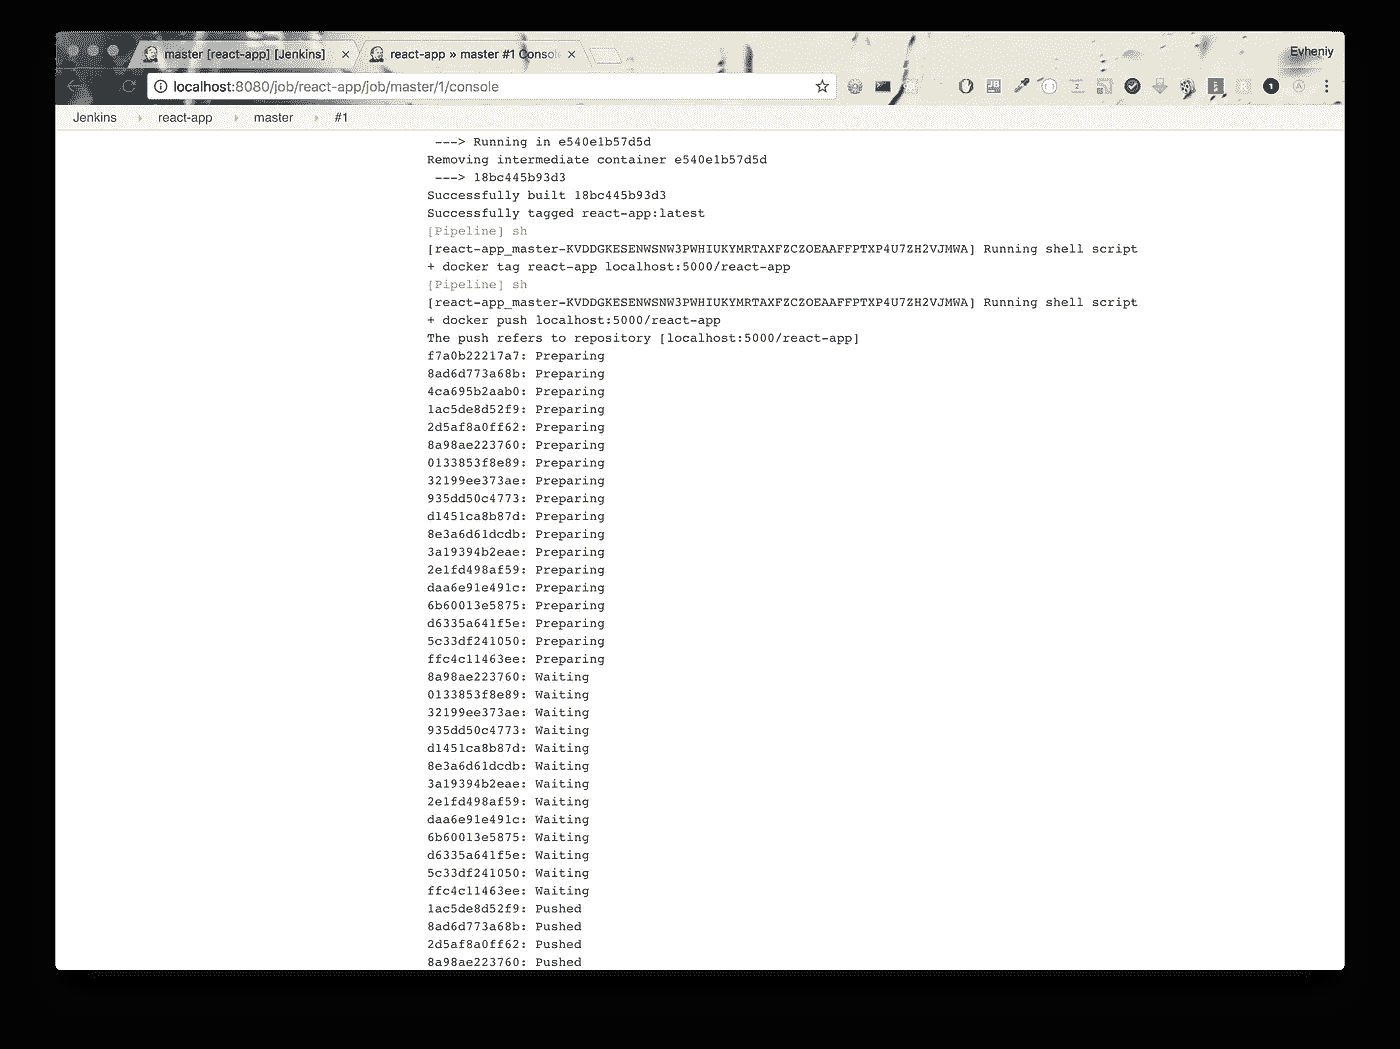 master [react-app] [Jenkins]
react-app » master #1 Conso
Evheniy
localhost:8080/job/react-app/job/master/1/console
Jenkins
react-app
master
#1
---> Running in e540e1b57d5d
Removing intermediate container e540e1b57d5d
---> 18bc445b93d3
Successfully built 18bc445b93d3
Successfully tagged react-app:latest
[Pipeline] sh
[react-app_master-KVDDGKESENWSNW3PWHIUKYMRTAXFZCZOEAAFFPTXP4U7ZH2VJMWA] Running shell script
+ docker tag react-app localhost:5000/react-app
[Pipeline] sh
[react-app_master-KVDDGKESENWSNW3PWHIUKYMRTAXFZCZOEAAFFPTXP4U7ZH2VJMWA] Running shell script
+ docker push localhost:5000/react-app
The push refers to repository [localhost:5000/react-app]
f7a0b22217a7: Preparing
8ad6d773a68b: Preparing
4ca695b2aab0: Preparing
1ac5de8d52f9: Preparing
2d5af8a0ff62: Preparing
8a98ae223760: Preparing
0133853f8e89: Preparing
32199ee373ae: Preparing
935dd50c4773: Preparing
d1451ca8b87d: Preparing
8e3a6d61dcdb: Preparing
3a19394b2eae: Preparing
2e1fd498af59: Preparing
daa6e91e491c: Preparing
6b60013e5875: Preparing
d6335a641f5e: Preparing
5c33df241050: Preparing
ffc4c11463ee: Preparing
8a98ae223760: Waiting
0133853f8e89: Waiting
32199ee373ae: Waiting
935dd50c4773: Waiting
d1451ca8b87d: Waiting
8e3a6d61dcdb: Waiting
3a19394b2eae: Waiting
2e1fd498af59: Waiting
daa6e91e491c: Waiting
6b60013e5875: Waiting
d6335a641f5e: Waiting
5c33df241050: Waiting
ffc4c11463ee: Waiting
1ac5de8d52f9: Pushed
8ad6d773a68b: Pushed
2d5af8a0ff62: Pushed
8a98ae223760: Pushed